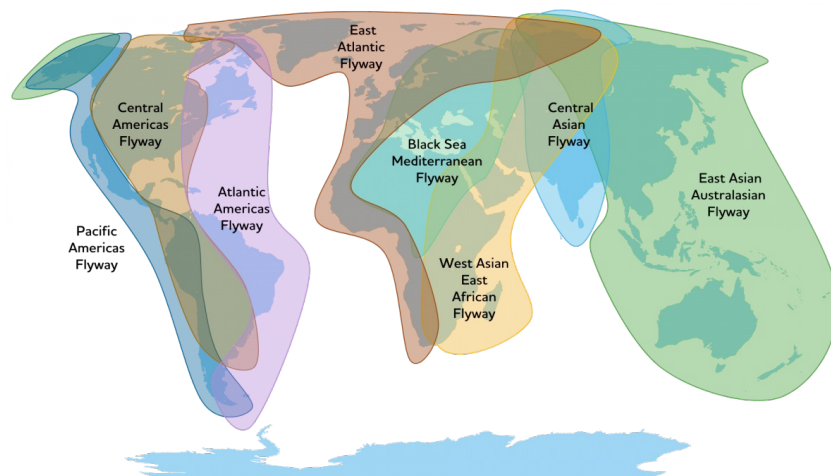 East
Atlantic
Flyway
Central
Americas
Flyway
Central
Asian
Flyway
Black Sea
Mediterranean
Flyway
East Asian
Australasian
Flyway
Atlantic
Americas
Flyway
Pacific
Americas
Flyway
West Asian
East
African
Flyway